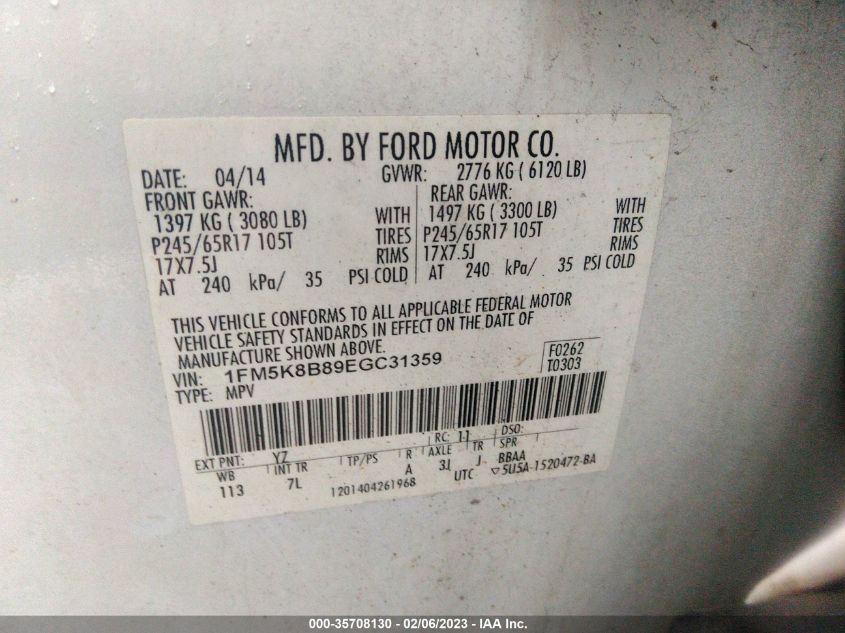 MFD. BY FORD MOTOR CO.
DATE: 04/14 GVWR: 2776 KG ( 6120 LB)
FRONT GAWR: REAR GAWR:
1397 KG ( 3080 LB) WITH 1497 KG ( 3300 LB) WITH
P245/65R17 105T TIRES P245/65R17 105T TIRES
17X7.5J RIMS 17X7.5J RIMS
AT 240 kPa/ 35 PSI COLD AT 240 kPa/ 35 PSI COLD
THIS VEHICLE CONFORMS TO ALL APPLICABLE FEDERAL MOTOR
VEHICLE SAFETY STANDARDS IN EFFECT ON THE DATE OF
MANUFACTURE SHOWN ABOVE.
VIN: 1FM5K8B89EGC31359 F0262
TYPE: MPV T0303
EXT PNT: YZ RC: 11 DSO:
WB INT TR TP/PS R AXLE TR SPR
113 7L A 3J J BBAA
1201404261968 UTC ▽5U5A-1520472-BA
000-35708130 - 02/06/2023 - IAA Inc.